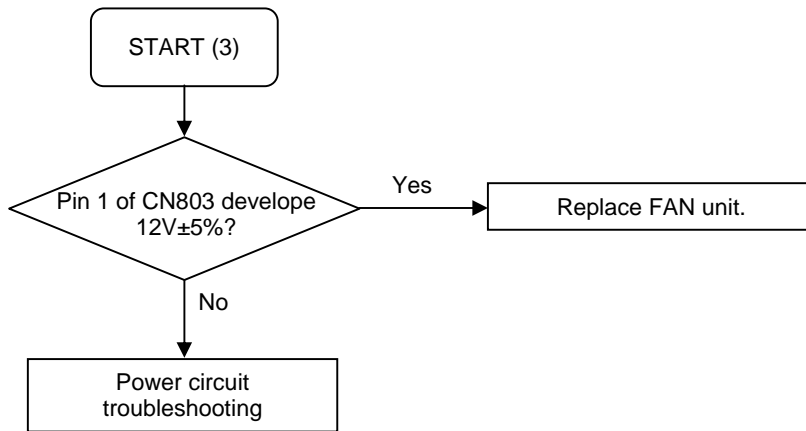 START (3)
Pin 1 of CN803 develope
12V±5%?
Yes
Replace FAN unit.
No
Power circuit
troubleshooting